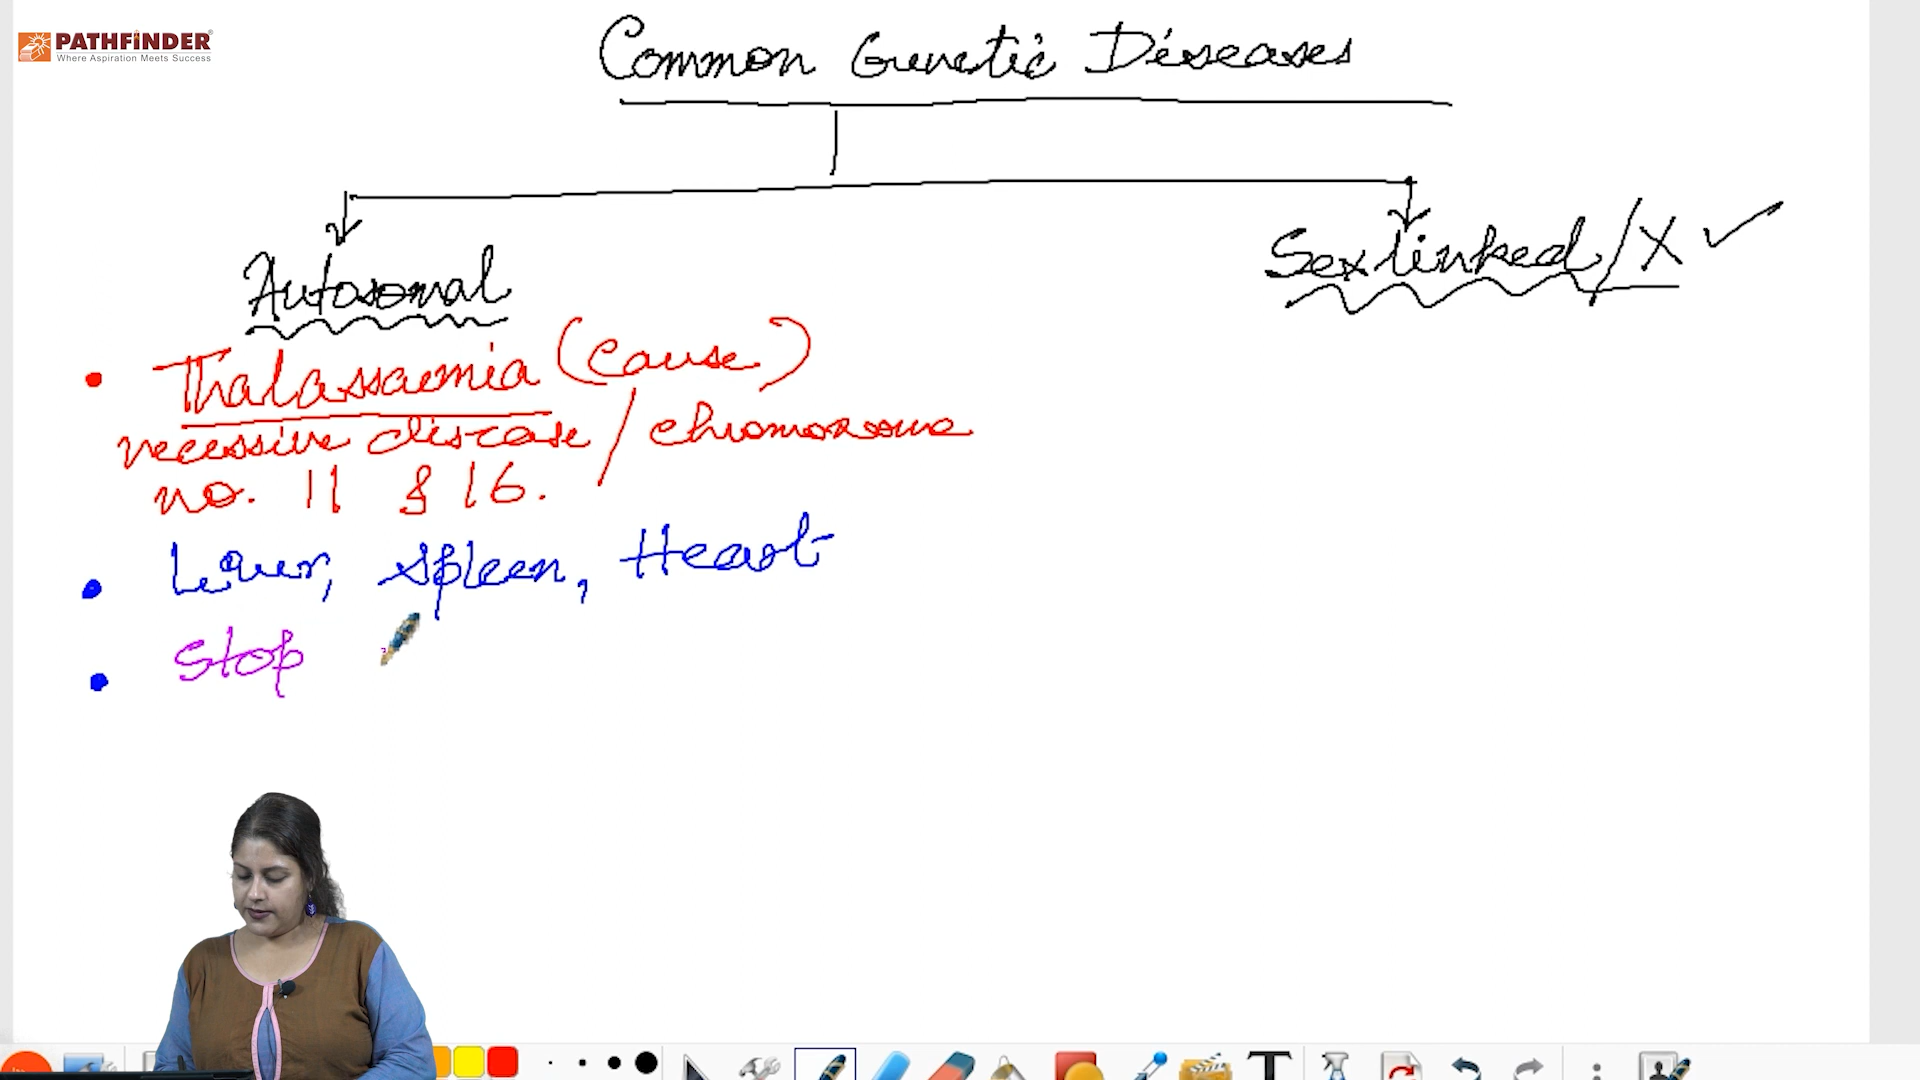 PATHFINDER
Where Aspiration Meets Success
Common Genetic Diseases
Autosomal
Sex linked/X ✓
• Thalassaemia (cause)
recessive disease / chromosome
no. 11 & 16.
• Liver, Spleen, Heart
• Stop